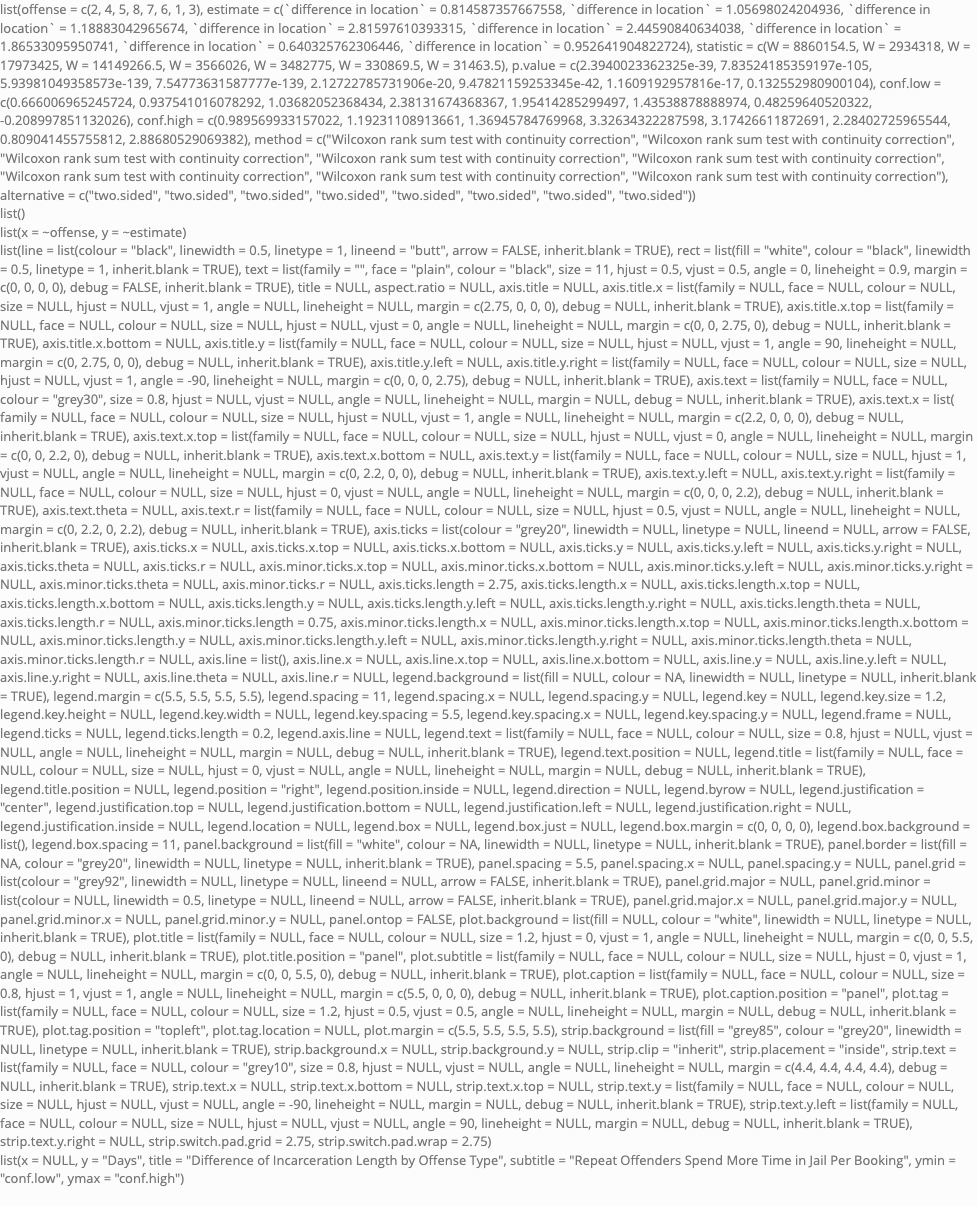 list(offense = c(2, 4, 5, 8, 7, 6, 1, 3), estimate = c(`difference in location` = 0.814587357667558, `difference in location` = 1.05698024204936, `difference in
location` = 1.18883042965674, `difference in location` = 2.81597610393315, `difference in location` = 2.44590840634038, `difference in location` =
1.86533095950741, `difference in location` = 0.640325762306446, `difference in location` = 0.952641904822724), statistic = c(W = 8860154.5, W = 2934318, W =
17973425, W = 14149266.5, W = 3566026, W = 3482775, W = 330869.5, W = 31463.5), p.value = c(2.3940023362325e-39, 7.83524185359197e-105,
5.93981049358573e-139, 7.54773631587777e-139, 2.12722785731906e-20, 9.47821159253345e-42, 1.1609192957816e-17, 0.132552980900104), conf.low =
c(0.666006965245724, 0.937541016078292, 1.03682052368434, 2.38131674368367, 1.95414285299497, 1.43538878888974, 0.48259640520322,
-0.208997851132026), conf.high = c(0.989569933157022, 1.19231108913661, 1.36945784769968, 3.32634322287598, 3.17426611872691, 2.28402725965544,
0.809041455755812, 2.88680529069382), method = c("Wilcoxon rank sum test with continuity correction", "Wilcoxon rank sum test with continuity correction",
"Wilcoxon rank sum test with continuity correction", "Wilcoxon rank sum test with continuity correction", "Wilcoxon rank sum test with continuity correction",
"Wilcoxon rank sum test with continuity correction", "Wilcoxon rank sum test with continuity correction", "Wilcoxon rank sum test with continuity correction"),
alternative = c("two.sided", "two.sided", "two.sided", "two.sided", "two.sided", "two.sided", "two.sided", "two.sided"))
list()
list(x = ~offense, y = ~estimate)
list(line = list(colour = "black", linewidth = 0.5, linetype = 1, lineend = "butt", arrow = FALSE, inherit.blank = TRUE), rect = list(fill = "white", colour = "black", linewidth
= 0.5, linetype = 1, inherit.blank = TRUE), text = list(family = "", face = "plain", colour = "black", size = 11, hjust = 0.5, vjust = 0.5, angle = 0, lineheight = 0.9, margin =
c(0, 0, 0, 0), debug = FALSE, inherit.blank = TRUE), title = NULL, aspect.ratio = NULL, axis.title = NULL, axis.title.x = list(family = NULL, face = NULL, colour = NULL,
size = NULL, hjust = NULL, vjust = 1, angle = NULL, lineheight = NULL, margin = c(2.75, 0, 0, 0), debug = NULL, inherit.blank = TRUE), axis.title.x.top = list(family =
NULL, face = NULL, colour = NULL, size = NULL, hjust = NULL, vjust = 0, angle = NULL, lineheight = NULL, margin = c(0, 0, 2.75, 0), debug = NULL, inherit.blank =
TRUE), axis.title.x.bottom = NULL, axis.title.y = list(family = NULL, face = NULL, colour = NULL, size = NULL, hjust = NULL, vjust = 1, angle = 90, lineheight = NULL,
margin = c(0, 2.75, 0, 0), debug = NULL, inherit.blank = TRUE), axis.title.y.left = NULL, axis.title.y.right = list(family = NULL, face = NULL, colour = NULL, size = NULL,
hjust = NULL, vjust = 1, angle = -90, lineheight = NULL, margin = c(0, 0, 0, 2.75), debug = NULL, inherit.blank = TRUE), axis.text = list(family = NULL, face = NULL,
colour = "grey30", size = 0.8, hjust = NULL, vjust = NULL, angle = NULL, lineheight = NULL, margin = NULL, debug = NULL, inherit.blank = TRUE), axis.text.x = list(
family = NULL, face = NULL, colour = NULL, size = NULL, hjust = NULL, vjust = 1, angle = NULL, lineheight = NULL, margin = c(2.2, 0, 0, 0), debug = NULL,
inherit.blank = TRUE), axis.text.x.top = list(family = NULL, face = NULL, colour = NULL, size = NULL, hjust = NULL, vjust = 0, angle = NULL, lineheight = NULL, margin
= c(0, 0, 2.2, 0), debug = NULL, inherit.blank = TRUE), axis.text.x.bottom = NULL, axis.text.y = list(family = NULL, face = NULL, colour = NULL, size = NULL, hjust = 1,
vjust = NULL, angle = NULL, lineheight = NULL, margin = c(0, 2.2, 0, 0), debug = NULL, inherit.blank = TRUE), axis.text.y.left = NULL, axis.text.y.right = list(family =
NULL, face = NULL, colour = NULL, size = NULL, hjust = 0, vjust = NULL, angle = NULL, lineheight = NULL, margin = c(0, 0, 0, 2.2), debug = NULL, inherit.blank =
TRUE), axis.text.theta = NULL, axis.text.r = list(family = NULL, face = NULL, colour = NULL, size = NULL, hjust = 0.5, vjust = NULL, angle = NULL, lineheight = NULL,
margin = c(0, 2.2, 0, 2.2), debug = NULL, inherit.blank = TRUE), axis.ticks = list(colour = "grey20", linewidth = NULL, linetype = NULL, lineend = NULL, arrow = FALSE,
inherit.blank = TRUE), axis.ticks.x = NULL, axis.ticks.x.top = NULL, axis.ticks.x.bottom = NULL, axis.ticks.y = NULL, axis.ticks.y.left = NULL, axis.ticks.y.right = NULL,
axis.ticks.theta = NULL, axis.ticks.r = NULL, axis.minor.ticks.x.top = NULL, axis.minor.ticks.x.bottom = NULL, axis.minor.ticks.y.left = NULL, axis.minor.ticks.y.right =
NULL, axis.minor.ticks.theta = NULL, axis.minor.ticks.r = NULL, axis.ticks.length = 2.75, axis.ticks.length.x = NULL, axis.ticks.length.x.top = NULL,
axis.ticks.length.x.bottom = NULL, axis.ticks.length.y = NULL, axis.ticks.length.y.left = NULL, axis.ticks.length.y.right = NULL, axis.ticks.length.theta = NULL,
axis.ticks.length.r = NULL, axis.minor.ticks.length = 0.75, axis.minor.ticks.length.x = NULL, axis.minor.ticks.length.x.top = NULL, axis.minor.ticks.length.x.bottom =
NULL, axis.minor.ticks.length.y = NULL, axis.minor.ticks.length.y.left = NULL, axis.minor.ticks.length.y.right = NULL, axis.minor.ticks.length.theta = NULL,
axis.minor.ticks.length.r = NULL, axis.line = list(), axis.line.x = NULL, axis.line.x.top = NULL, axis.line.x.bottom = NULL, axis.line.y = NULL, axis.line.y.left = NULL,
axis.line.y.right = NULL, axis.line.theta = NULL, axis.line.r = NULL, legend.background = list(fill = NULL, colour = NA, linewidth = NULL, linetype = NULL, inherit.blank
= TRUE), legend.margin = c(5.5, 5.5, 5.5, 5.5), legend.spacing = 11, legend.spacing.x = NULL, legend.spacing.y = NULL, legend.key = NULL, legend.key.size = 1.2,
legend.key.height = NULL, legend.key.width = NULL, legend.key.spacing = 5.5, legend.key.spacing.x = NULL, legend.key.spacing.y = NULL, legend.frame = NULL,
legend.ticks = NULL, legend.ticks.length = 0.2, legend.axis.line = NULL, legend.text = list(family = NULL, face = NULL, colour = NULL, size = 0.8, hjust = NULL, vjust =
NULL, angle = NULL, lineheight = NULL, margin = NULL, debug = NULL, inherit.blank = TRUE), legend.text.position = NULL, legend.title = list(family = NULL, face =
NULL, colour = NULL, size = NULL, hjust = 0, vjust = NULL, angle = NULL, lineheight = NULL, margin = NULL, debug = NULL, inherit.blank = TRUE),
legend.title.position = NULL, legend.position = "right", legend.position.inside = NULL, legend.direction = NULL, legend.byrow = NULL, legend.justification =
"center", legend.justification.top = NULL, legend.justification.bottom = NULL, legend.justification.left = NULL, legend.justification.right = NULL,
legend.justification.inside = NULL, legend.location = NULL, legend.box = NULL, legend.box.just = NULL, legend.box.margin = c(0, 0, 0, 0), legend.box.background =
list(), legend.box.spacing = 11, panel.background = list(fill = "white", colour = NA, linewidth = NULL, linetype = NULL, inherit.blank = TRUE), panel.border = list(fill =
NA, colour = "grey20", linewidth = NULL, linetype = NULL, inherit.blank = TRUE), panel.spacing = 5.5, panel.spacing.x = NULL, panel.spacing.y = NULL, panel.grid =
list(colour = "grey92", linewidth = NULL, linetype = NULL, lineend = NULL, arrow = FALSE, inherit.blank = TRUE), panel.grid.major = NULL, panel.grid.minor =
list(colour = NULL, linewidth = 0.5, linetype = NULL, lineend = NULL, arrow = FALSE, inherit.blank = TRUE), panel.grid.major.x = NULL, panel.grid.major.y = NULL,
panel.grid.minor.x = NULL, panel.grid.minor.y = NULL, panel.ontop = FALSE, plot.background = list(fill = NULL, colour = "white", linewidth = NULL, linetype = NULL,
inherit.blank = TRUE), plot.title = list(family = NULL, face = NULL, colour = NULL, size = 1.2, hjust = 0, vjust = 1, angle = NULL, lineheight = NULL, margin = c(0, 0, 5.5,
0), debug = NULL, inherit.blank = TRUE), plot.title.position = "panel", plot.subtitle = list(family = NULL, face = NULL, colour = NULL, size = NULL, hjust = 0, vjust = 1,
angle = NULL, lineheight = NULL, margin = c(0, 0, 5.5, 0), debug = NULL, inherit.blank = TRUE), plot.caption = list(family = NULL, face = NULL, colour = NULL, size =
0.8, hjust = 1, vjust = 1, angle = NULL, lineheight = NULL, margin = c(5.5, 0, 0, 0), debug = NULL, inherit.blank = TRUE), plot.caption.position = "panel", plot.tag =
list(family = NULL, face = NULL, colour = NULL, size = 1.2, hjust = 0.5, vjust = 0.5, angle = NULL, lineheight = NULL, margin = NULL, debug = NULL, inherit.blank =
TRUE), plot.tag.position = "topleft", plot.tag.location = NULL, plot.margin = c(5.5, 5.5, 5.5, 5.5), strip.background = list(fill = "grey85", colour = "grey20", linewidth =
NULL, linetype = NULL, inherit.blank = TRUE), strip.background.x = NULL, strip.background.y = NULL, strip.clip = "inherit", strip.placement = "inside", strip.text =
list(family = NULL, face = NULL, colour = "grey10", size = 0.8, hjust = NULL, vjust = NULL, angle = NULL, lineheight = NULL, margin = c(4.4, 4.4, 4.4, 4.4), debug =
NULL, inherit.blank = TRUE), strip.text.x = NULL, strip.text.x.bottom = NULL, strip.text.x.top = NULL, strip.text.y = list(family = NULL, face = NULL, colour = NULL,
size = NULL, hjust = NULL, vjust = NULL, angle = -90, lineheight = NULL, margin = NULL, debug = NULL, inherit.blank = TRUE), strip.text.y.left = list(family = NULL,
face = NULL, colour = NULL, size = NULL, hjust = NULL, vjust = NULL, angle = 90, lineheight = NULL, margin = NULL, debug = NULL, inherit.blank = TRUE),
strip.text.y.right = NULL, strip.switch.pad.grid = 2.75, strip.switch.pad.wrap = 2.75)
list(x = NULL, y = "Days", title = "Difference of Incarceration Length by Offense Type", subtitle = "Repeat Offenders Spend More Time in Jail Per Booking", ymin =
"conf.low", ymax = "conf.high")